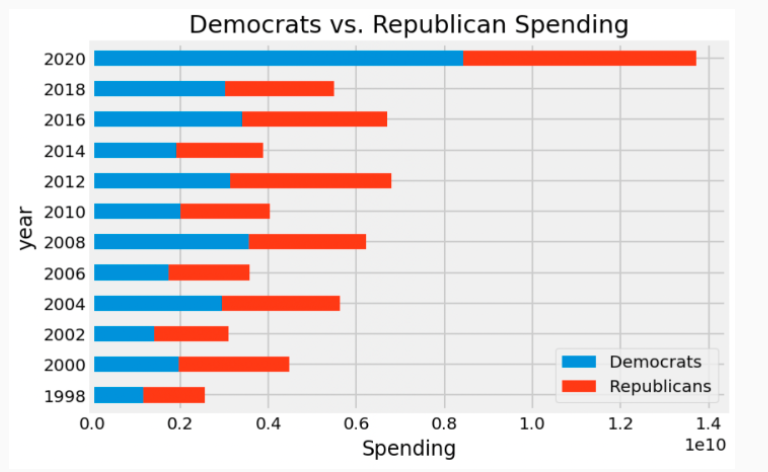 Democrats vs. Republican Spending
2020
2018
2016
2014
2012
2010
2008
2006
2004
2002
2000
1998
year
Democrats
Republicans
0.0 0.2 0.4 0.6 0.8 1.0 1.2 1.4
1e10
Spending